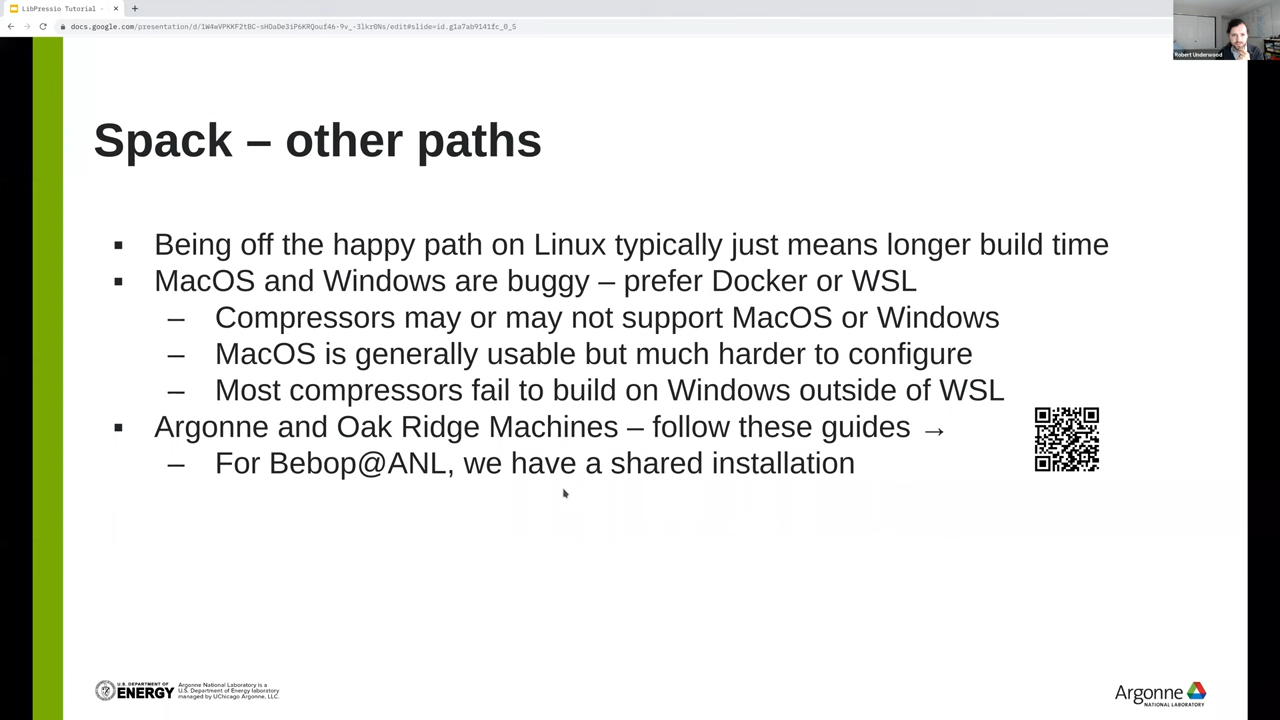 LibPressio Tutorial -
docs.google.com/presentation/d/1W4wVPKKF2tBC-sHOaDe3iP6KRQouf46-9v_-3lkr0Ns/edit#slide=id.g1a7ab9141fc_0_5
Robert Underwood
Spack – other paths
▪ Being off the happy path on Linux typically just means longer build time
▪ MacOS and Windows are buggy – prefer Docker or WSL
– Compressors may or may not support MacOS or Windows
– MacOS is generally usable but much harder to configure
– Most compressors fail to build on Windows outside of WSL
▪ Argonne and Oak Ridge Machines – follow these guides →
– For Bebop@ANL, we have a shared installation
U.S. DEPARTMENT OF
ENERGY
Argonne National Laboratory is a
U.S. Department of Energy laboratory
managed by UChicago Argonne, LLC.
Argonne
NATIONAL LABORATORY